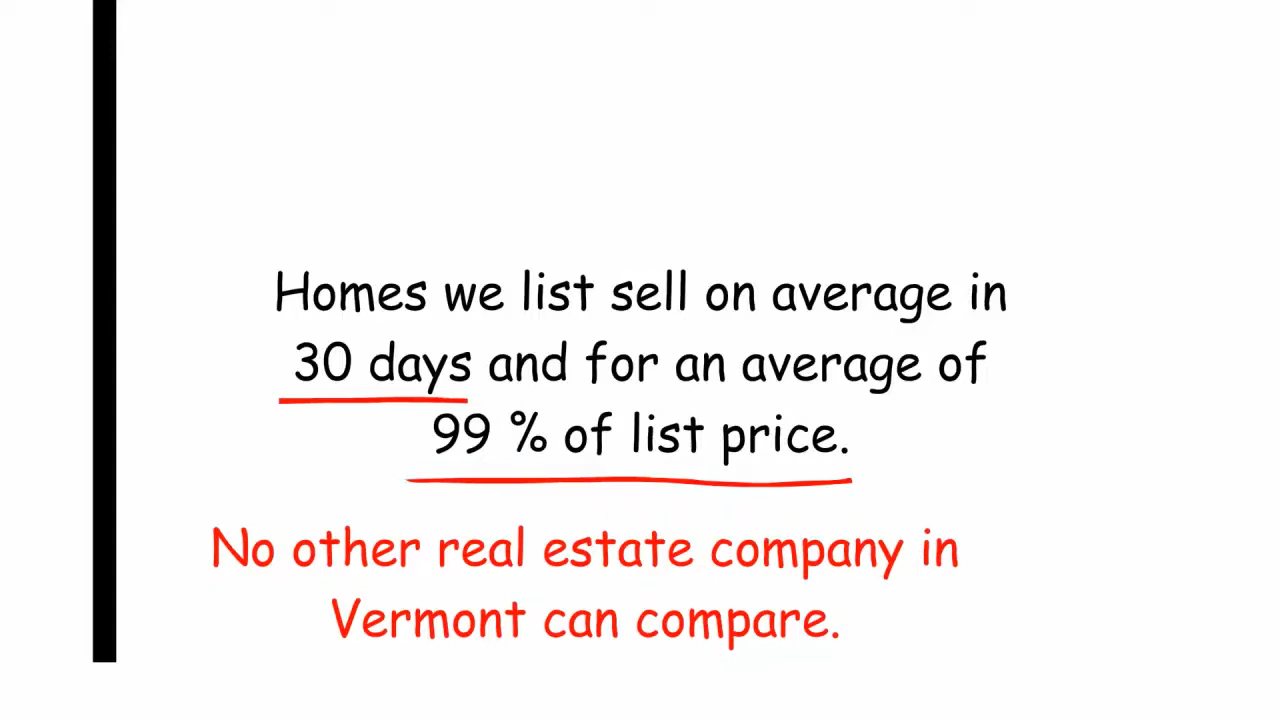 Homes we list sell on average in
30 days and for an average of
99 % of list price.
No other real estate company in
Vermont can compare.